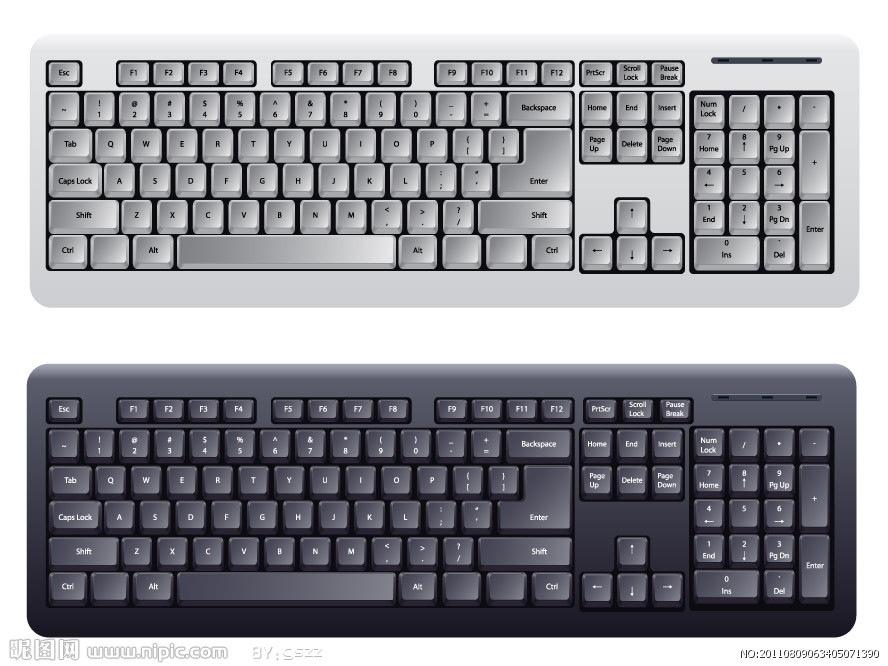 Esc F1 F2 F3 F4 F5 F6 F7 F8 F9 F10 F11 F12 PrtScr Scroll Lock Pause Break
~ ! 1 @ 2 # 3 $ 4 % 5 ^ 6 & 7 * 8 ( 9 ) 0 _ - + = Backspace Home End Insert Num Lock / * -
Tab Q W E R T Y U I O P { [ } ] Page Up Delete Page Down 7 Home 8 ↑ 9 Pg Up +
Caps Lock A S D F G H J K L : ; Enter 4 ← 5 6 →
Shift Z X C V B N M < , > . ? / Shift ↑ 1 End 2 ↓ 3 Pg Dn Enter
Ctrl Alt Alt Ctrl ← ↓ → 0 Ins . Del
Esc F1 F2 F3 F4 F5 F6 F7 F8 F9 F10 F11 F12 PrtScr Scroll Lock Pause Break
~ ! 1 @ 2 # 3 $ 4 % 5 ^ 6 & 7 * 8 ( 9 ) 0 _ - + = Backspace Home End Insert Num Lock / * -
Tab Q W E R T Y U I O P { [ } ] Page Up Delete Page Down 7 Home 8 ↑ 9 Pg Up +
Caps Lock A S D F G H J K L : ; Enter 4 ← 5 6 →
Shift Z X C V B N M < , > . ? / Shift ↑ 1 End 2 ↓ 3 Pg Dn Enter
Ctrl Alt Alt Ctrl ← ↓ → 0 Ins . Del
昵图网 www.nipic.com BY: gszz NO:20110809063405071390